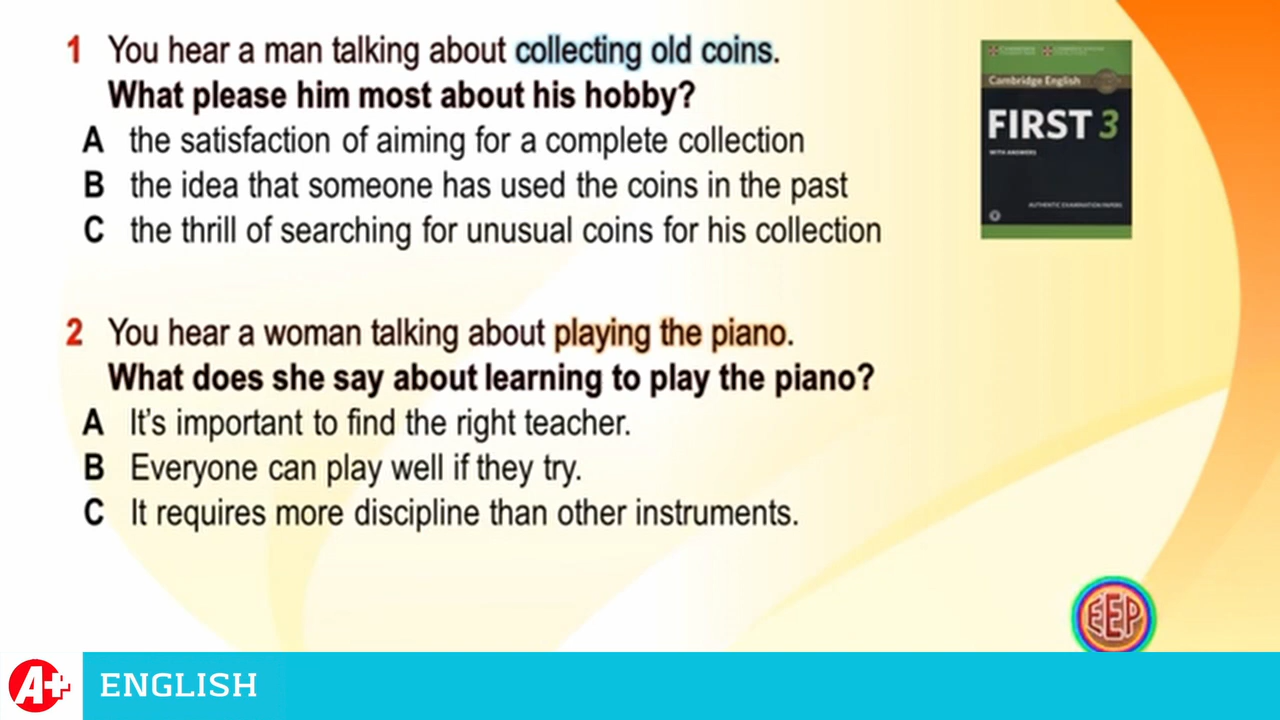 1 You hear a man talking about collecting old coins.
What please him most about his hobby?
A the satisfaction of aiming for a complete collection
B the idea that someone has used the coins in the past
C the thrill of searching for unusual coins for his collection
Cambridge English
FIRST 3
WITH ANSWERS
AUTHENTIC EXAMINATION PAPERS
2 You hear a woman talking about playing the piano.
What does she say about learning to play the piano?
A It's important to find the right teacher.
B Everyone can play well if they try.
C It requires more discipline than other instruments.
EEP
A+ ENGLISH